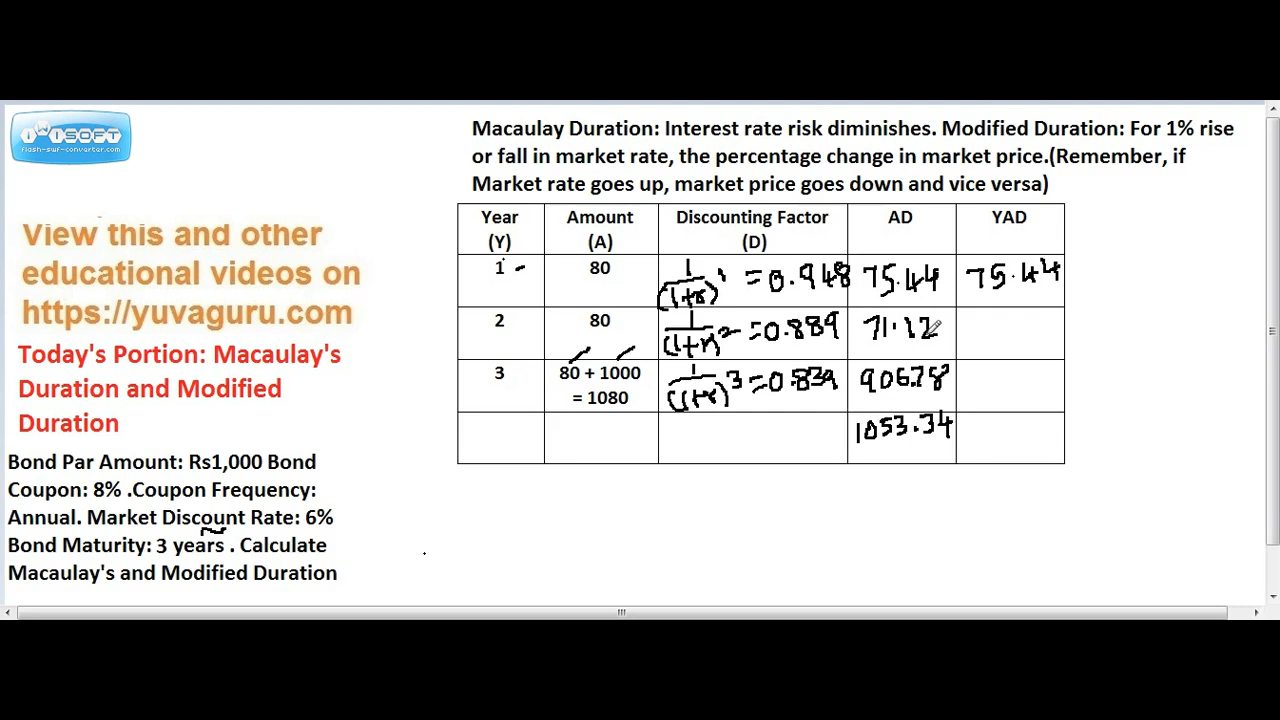 iWiSOFT
flash-swf-converter.com
View this and other
educational videos on
https://yuvaguru.com
Today's Portion: Macaulay's
Duration and Modified
Duration
Bond Par Amount: Rs1,000 Bond
Coupon: 8% .Coupon Frequency:
Annual. Market Discount Rate: 6%
Bond Maturity: 3 years . Calculate
Macaulay's and Modified Duration
Macaulay Duration: Interest rate risk diminishes. Modified Duration: For 1% rise
or fall in market rate, the percentage change in market price.(Remember, if
Market rate goes up, market price goes down and vice versa)
Year (Y) Amount (A) Discounting Factor (D) AD YAD
1 80 1/(1+r)^1 = 0.948 75.44 75.44
2 80 1/(1+r)^2 = 0.889 71.12
3 80 + 1000 = 1080 1/(1+r)^3 = 0.839 906.78
1053.34